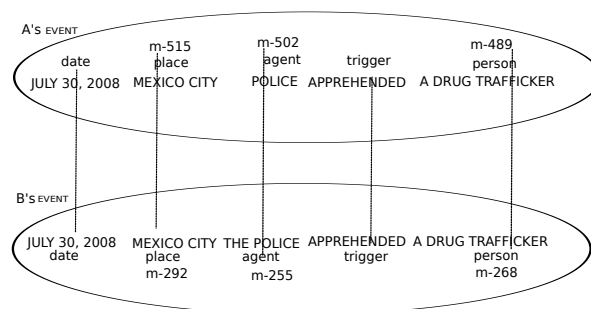 A's EVENT
m-515 m-502 m-489
date place agent trigger person
JULY 30, 2008 MEXICO CITY POLICE APPREHENDED A DRUG TRAFFICKER
B's EVENT
JULY 30, 2008 MEXICO CITY THE POLICE APPREHENDED A DRUG TRAFFICKER
date place agent trigger person
m-292 m-255 m-268